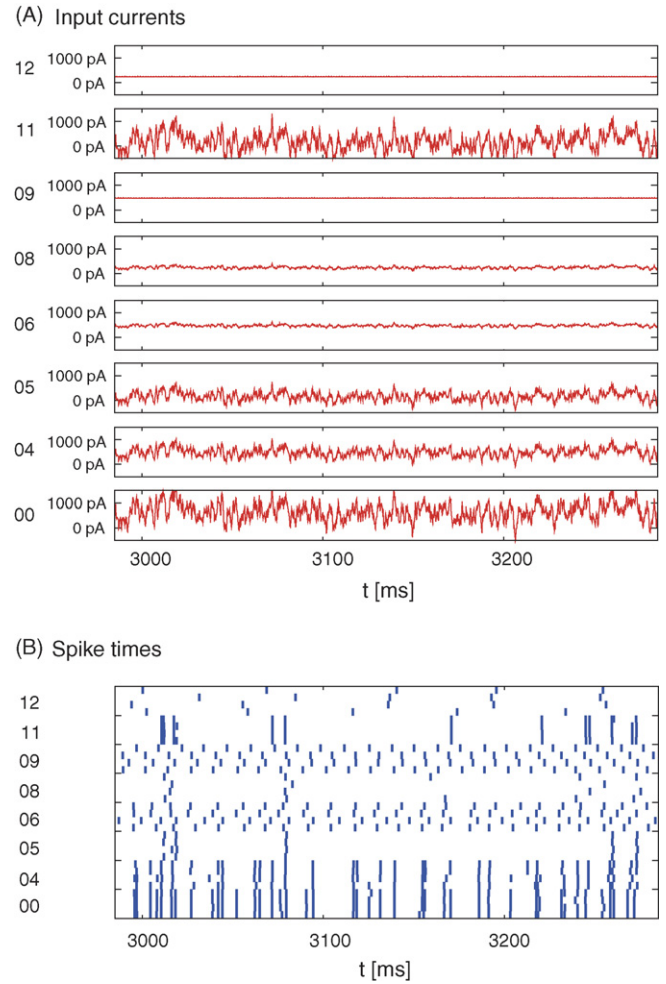 (A) Input currents
12 1000 pA
0 pA
11 1000 pA
0 pA
09 1000 pA
0 pA
08 1000 pA
0 pA
06 1000 pA
0 pA
05 1000 pA
0 pA
04 1000 pA
0 pA
00 1000 pA
0 pA
3000 3100 3200
t [ms]
(B) Spike times
12
11
09
08
06
05
04
00
3000 3100 3200
t [ms]